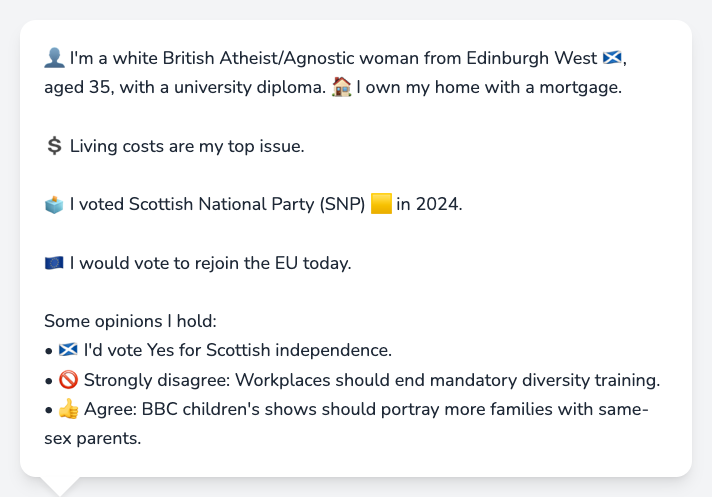 👤 I'm a white British Atheist/Agnostic woman from Edinburgh West 🏴󠁧󠁢󠁳󠁣󠁴󠁿,
aged 35, with a university diploma. 🏠 I own my home with a mortgage.
💲 Living costs are my top issue.
🗳️ I voted Scottish National Party (SNP) 🟨 in 2024.
🇪🇺 I would vote to rejoin the EU today.
Some opinions I hold:
• 🏴󠁧󠁢󠁳󠁣󠁴󠁿 I'd vote Yes for Scottish independence.
• 🚫 Strongly disagree: Workplaces should end mandatory diversity training.
• 👍 Agree: BBC children's shows should portray more families with same-
sex parents.